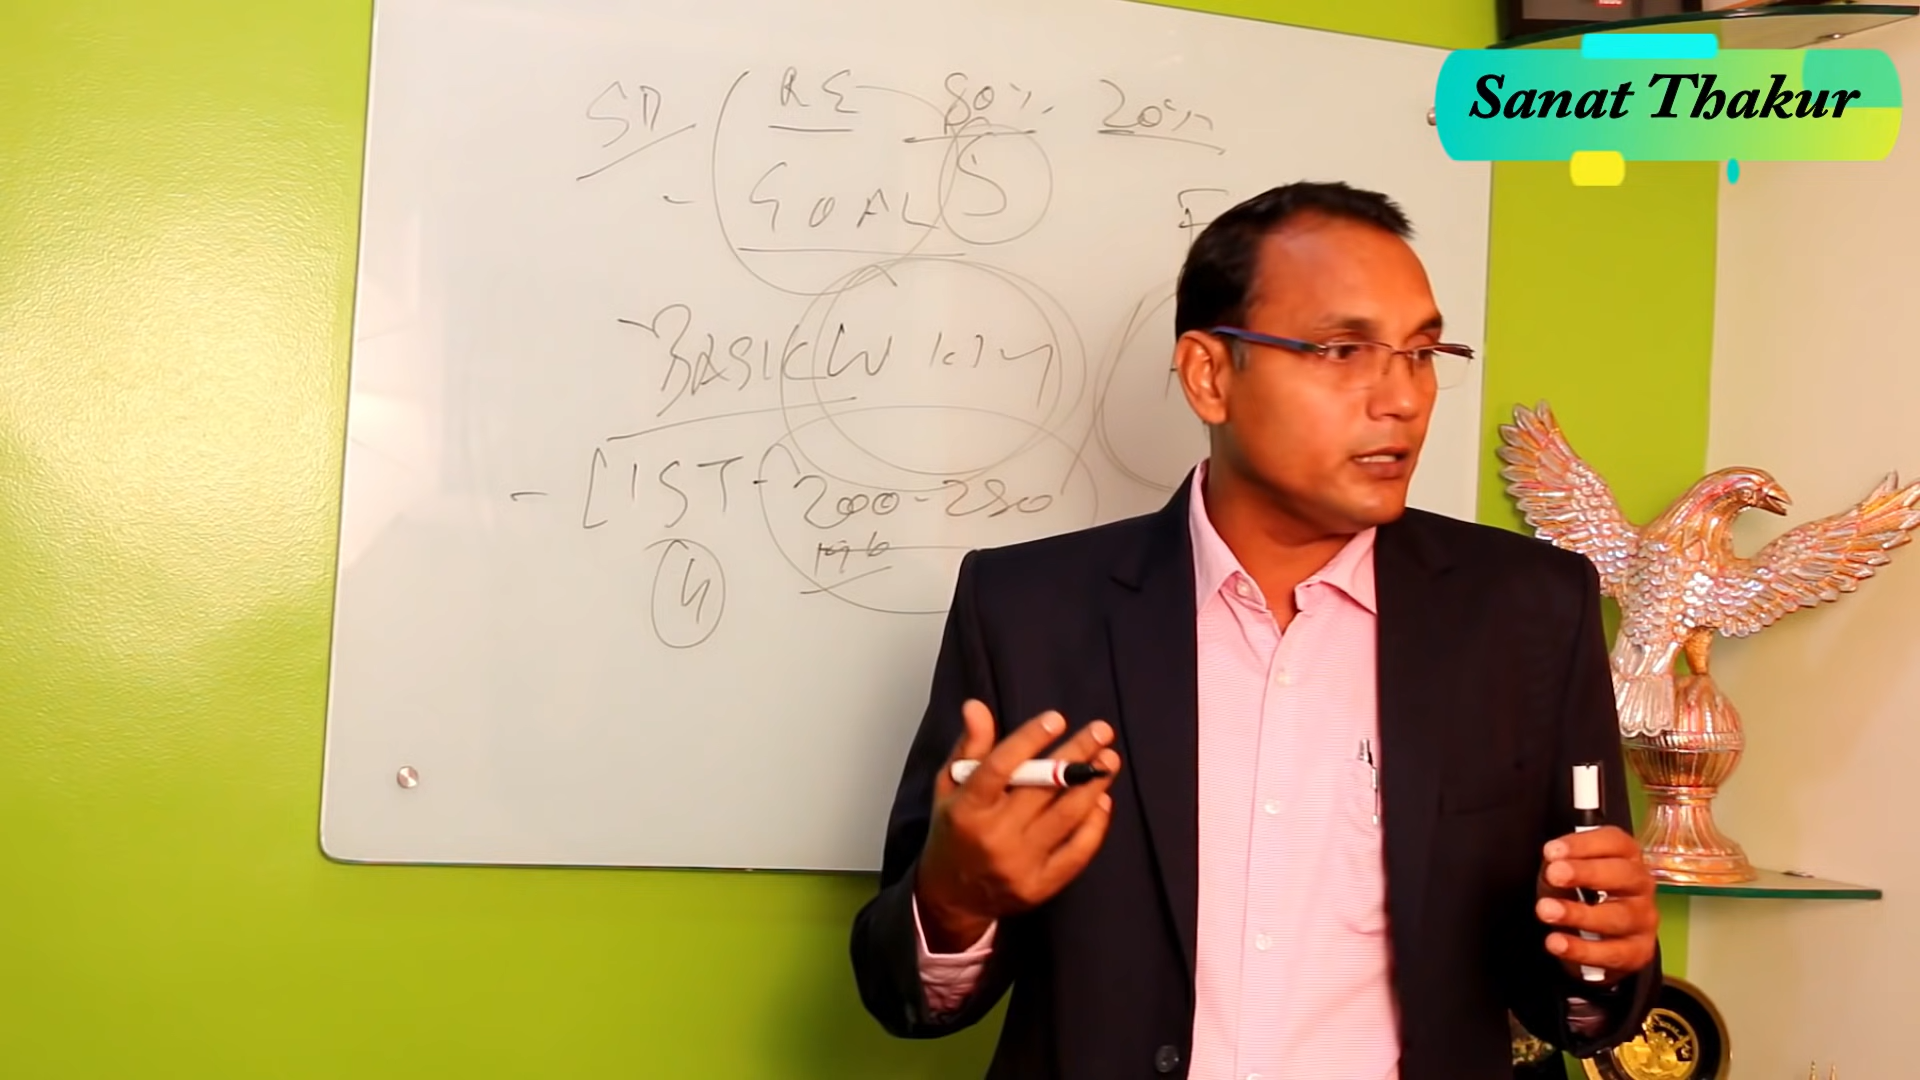 Sanat Thakur
SD RE 80% 20%
- GOALS
BASIC
- LIST - 200-250
196
4